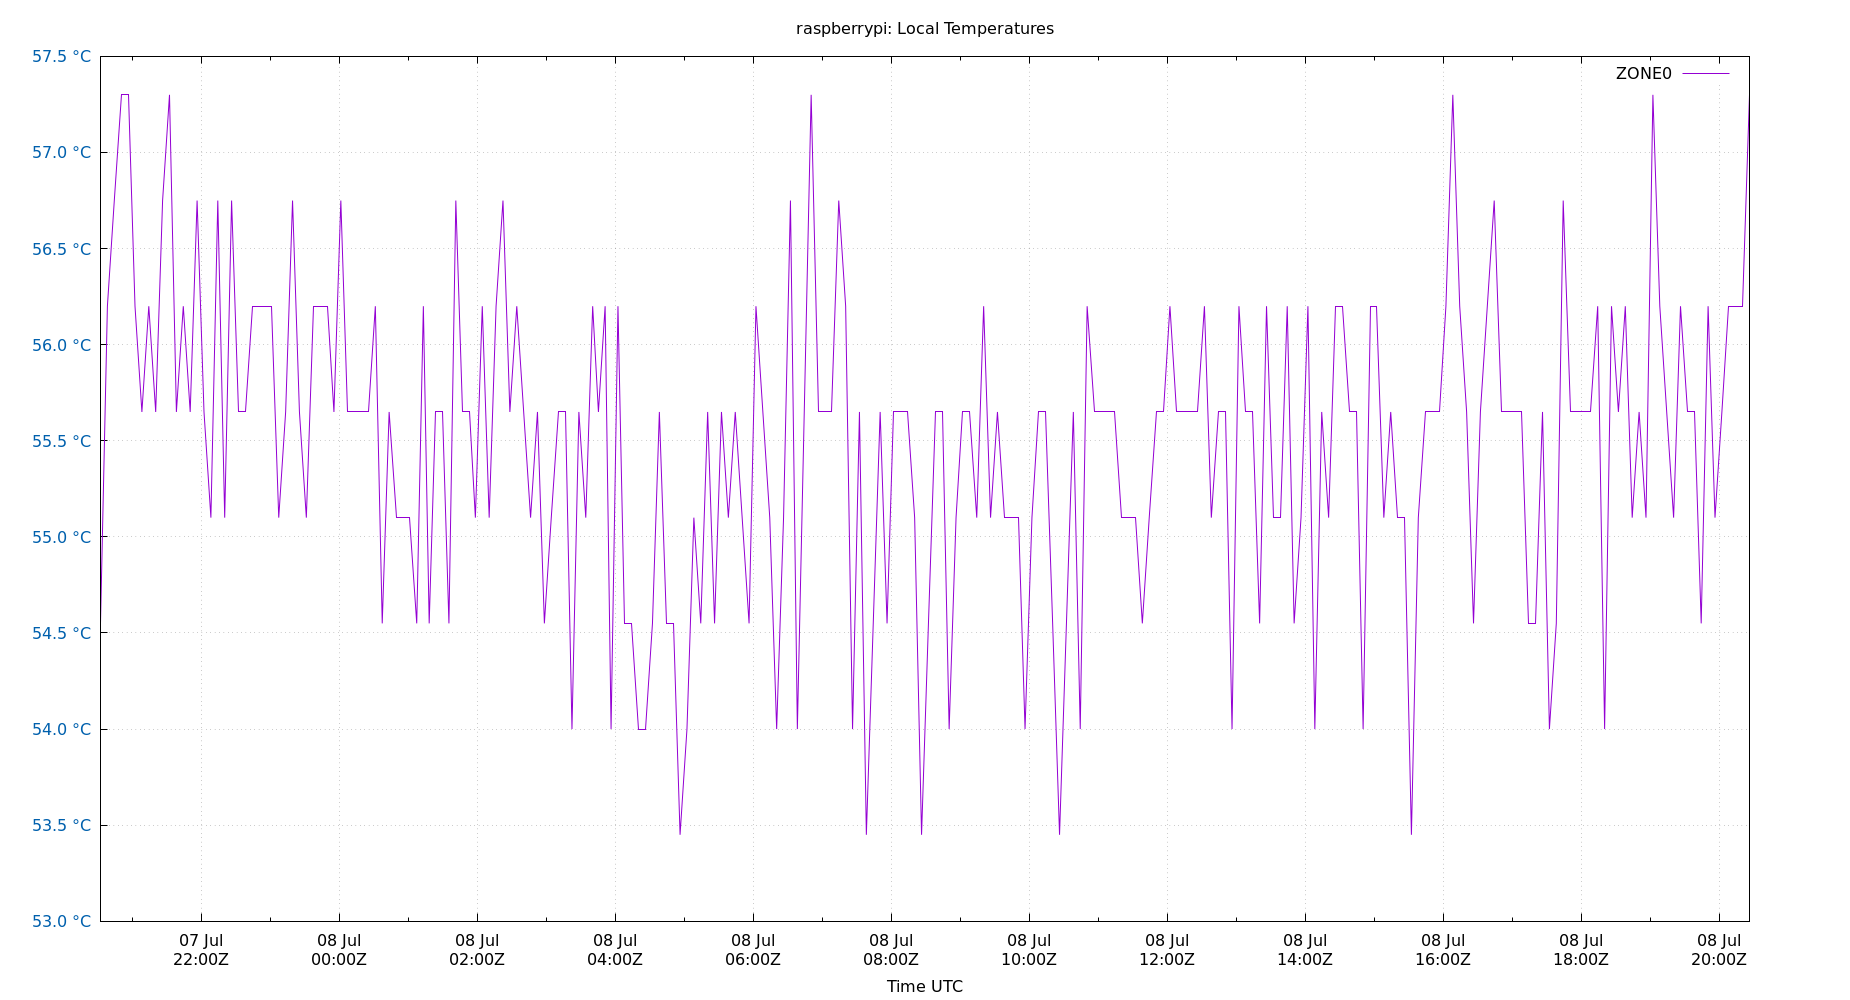 raspberrypi: Local Temperatures
57.5 °C
ZONE0
57.0 °C
56.5 °C
56.0 °C
55.5 °C
55.0 °C
54.5 °C
54.0 °C
53.5 °C
53.0 °C
07 Jul 08 Jul 08 Jul 08 Jul 08 Jul 08 Jul 08 Jul 08 Jul 08 Jul 08 Jul 08 Jul 08 Jul
22:00Z 00:00Z 02:00Z 04:00Z 06:00Z 08:00Z 10:00Z 12:00Z 14:00Z 16:00Z 18:00Z 20:00Z
Time UTC